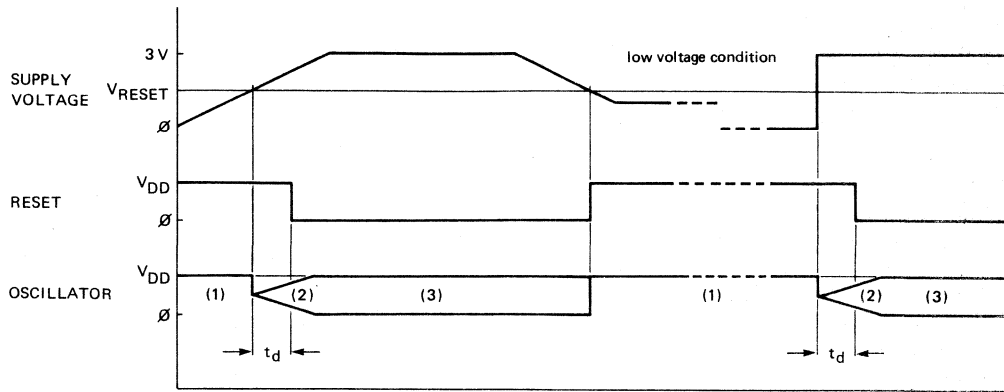 3 V
low voltage condition
SUPPLY
VOLTAGE
VRESET
Ø
VDD
RESET
Ø
VDD
OSCILLATOR
(1) (2) (3) (1) (2) (3)
Ø
td td